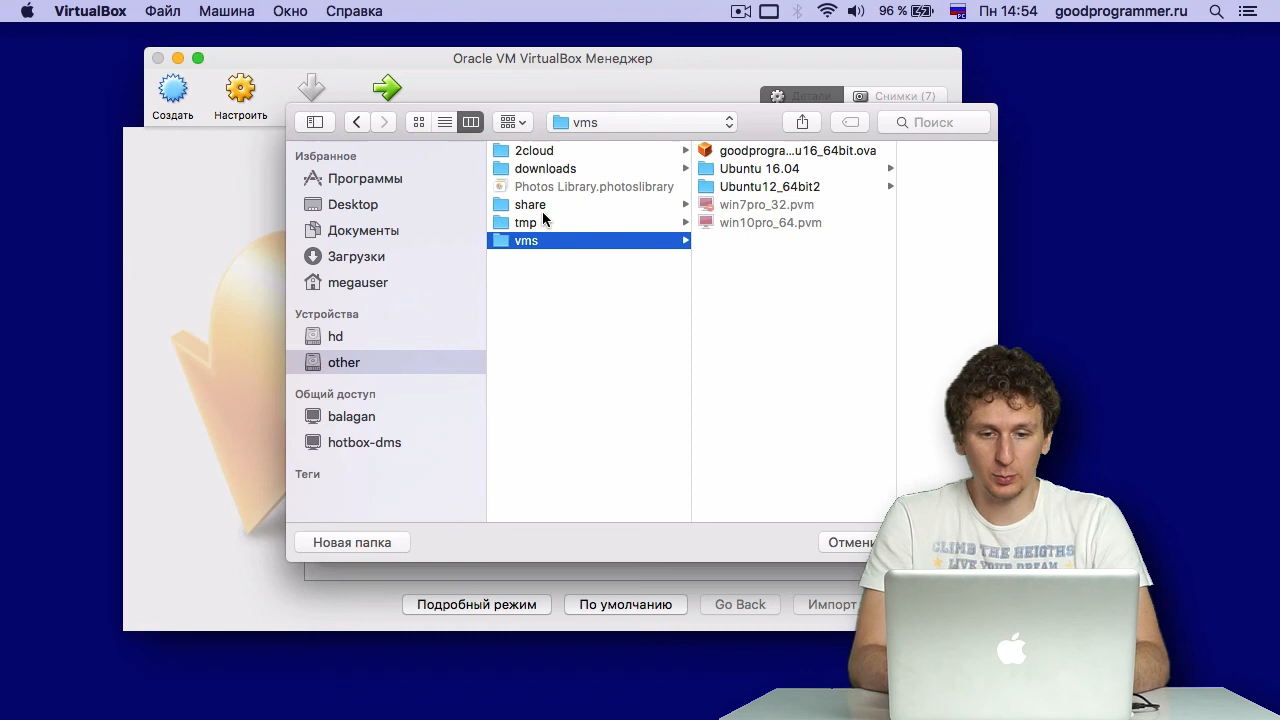 VirtualBox Файл Машина Окно Справка 96 % Пн 14:54 goodprogrammer.ru
Oracle VM VirtualBox Менеджер
Создать Настроить
Детали Снимки (7)
vms Поиск
Избранное
Программы
Desktop
Документы
Загрузки
megauser
Устройства
hd
other
Общий доступ
balagan
hotbox-dms
Теги
2cloud
downloads
Photos Library.photoslibrary
share
tmp
vms
goodprogra...u16_64bit.ova
Ubuntu 16.04
Ubuntu12_64bit2
win7pro_32.pvm
win10pro_64.pvm
Новая папка Отмени
Подробный режим По умолчанию Go Back Импорт
CLIMB THE HEIGTHS
LIVE YOUR DREAM